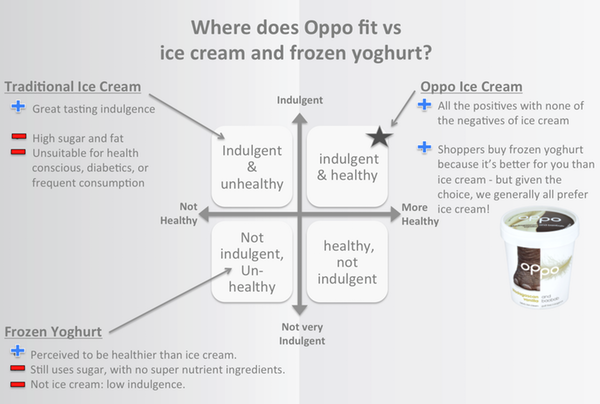 Where does Oppo fit vs
ice cream and frozen yoghurt?
Traditional Ice Cream
Great tasting indulgence
High sugar and fat
Unsuitable for health
conscious, diabetics, or
frequent consumption
Indulgent
Oppo Ice Cream
All the positives with none of
the negatives of ice cream
Shoppers buy frozen yoghurt
because it's better for you than
ice cream - but given the
choice, we generally all prefer
ice cream!
Indulgent
&
unhealthy
indulgent
& healthy
Not
Healthy
More
Healthy
Not
indulgent,
Un-
healthy
healthy,
not
indulgent
oppo
Not very
Indulgent
Frozen Yoghurt
Perceived to be healthier than ice cream.
Still uses sugar, with no super nutrient ingredients.
Not ice cream: low indulgence.